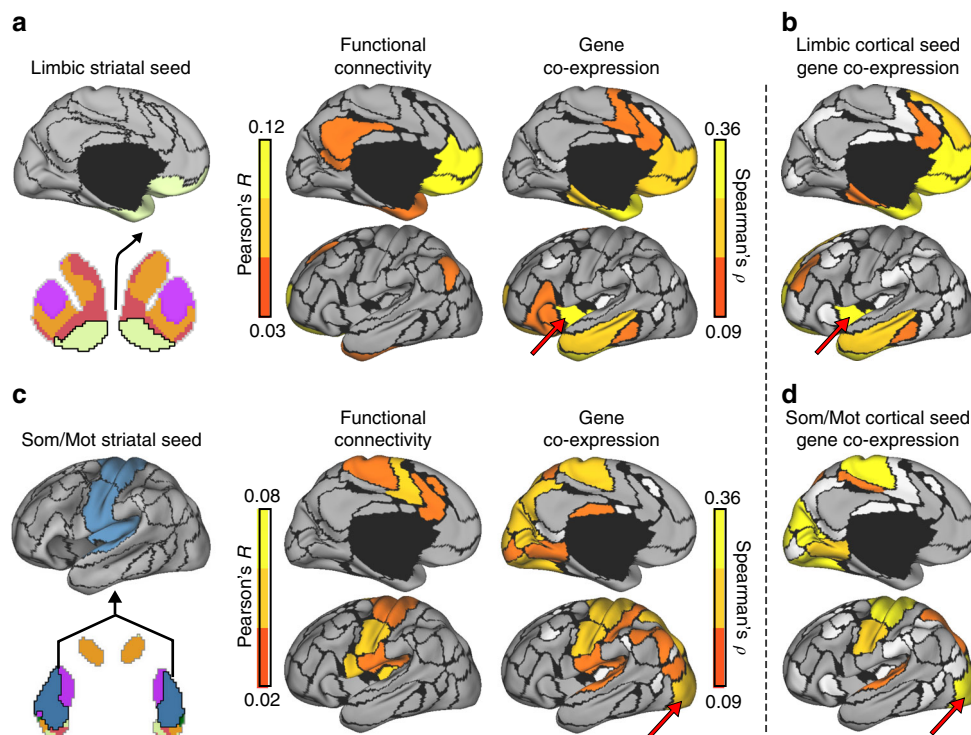 a
Limbic striatal seed
Functional
connectivity
Gene
co-expression
0.12
Pearson's R
0.03
0.36
Spearman's ρ
0.09
b
Limbic cortical seed
gene co-expression
c
Som/Mot striatal seed
Functional
connectivity
Gene
co-expression
0.08
Pearson's R
0.02
0.36
Spearman's ρ
0.09
d
Som/Mot cortical seed
gene co-expression